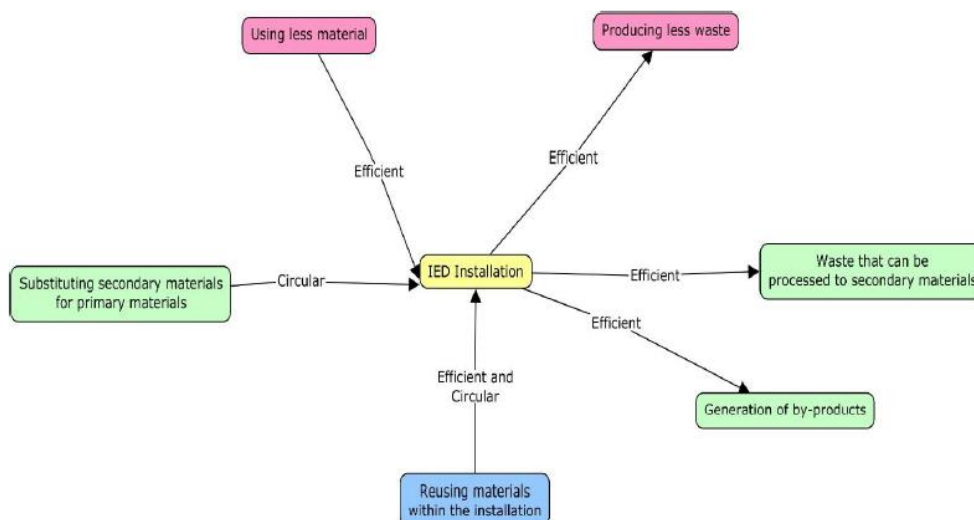 Using less material
Producing less waste
Efficient
Efficient
Substituting secondary materials
for primary materials
Circular
IED Installation
Efficient
Waste that can be
processed to secondary materials
Efficient
Efficient and
Circular
Generation of by-products
Reusing materials
within the installation